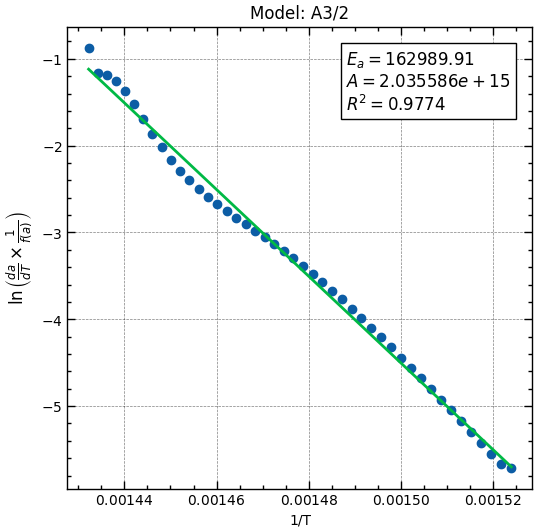 Model: A3/2
E_a = 162989.91
A = 2.035586e + 15
R^2 = 0.9774
−1
−2
−3
−4
−5
ln(da/dT × 1/f(a))
0.00144 0.00146 0.00148 0.00150 0.00152
1/T